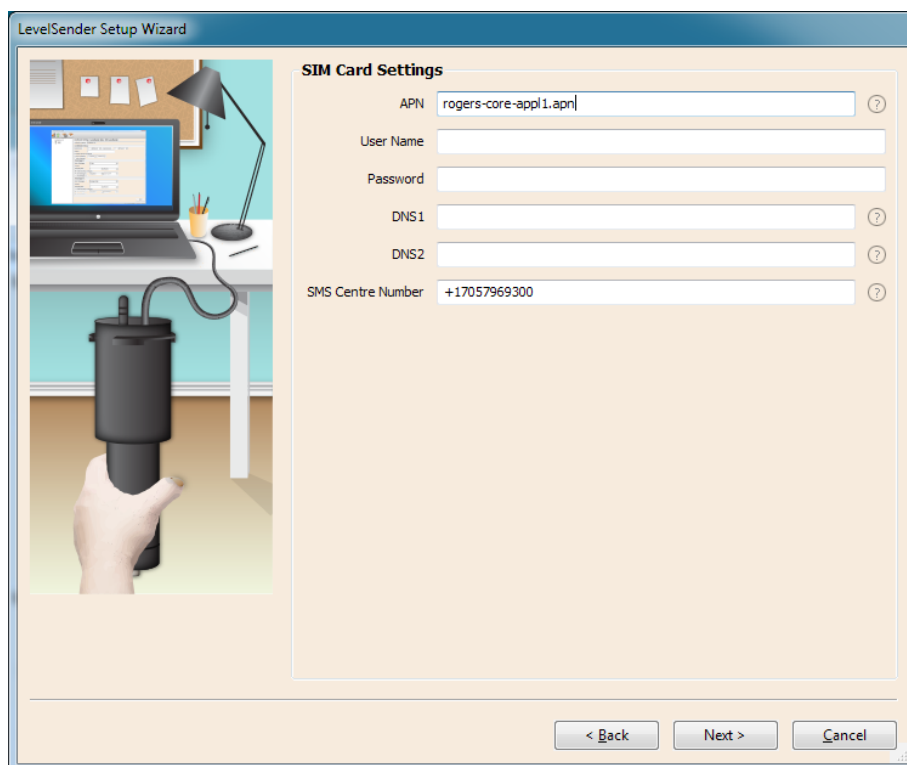 LevelSender Setup Wizard
SIM Card Settings
APN rogers-core-appl1.apn ?
User Name
Password
DNS1 ?
DNS2 ?
SMS Centre Number +17057969300 ?
< Back Next > Cancel